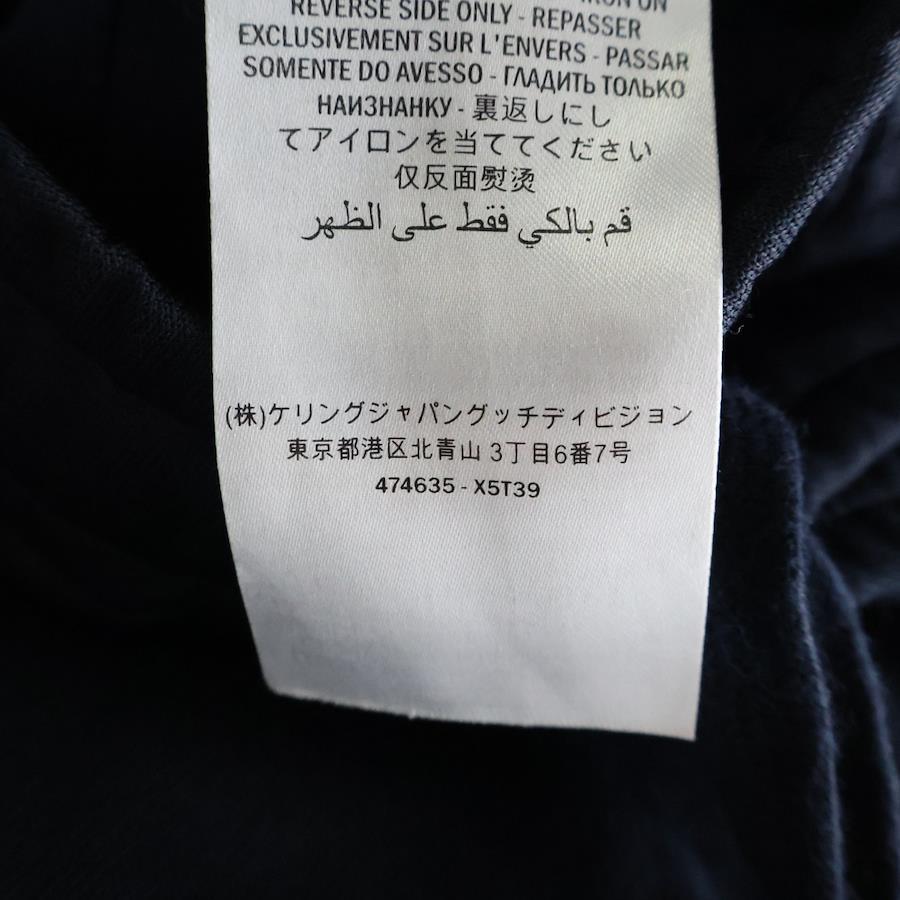 IRON ON
REVERSE SIDE ONLY - REPASSER
EXCLUSIVEMENT SUR L'ENVERS - PASSAR
SOMENTE DO AVESSO - ГЛАДИТЬ ТОЛЬКО
НАИЗНАНКУ - 裏返しにし
てアイロンを当ててください
仅反面熨烫
قم بالكي فقط على الظهر
(株)ケリングジャパングッチディビジョン
東京都港区北青山 3丁目6番7号
474635 - X5T39